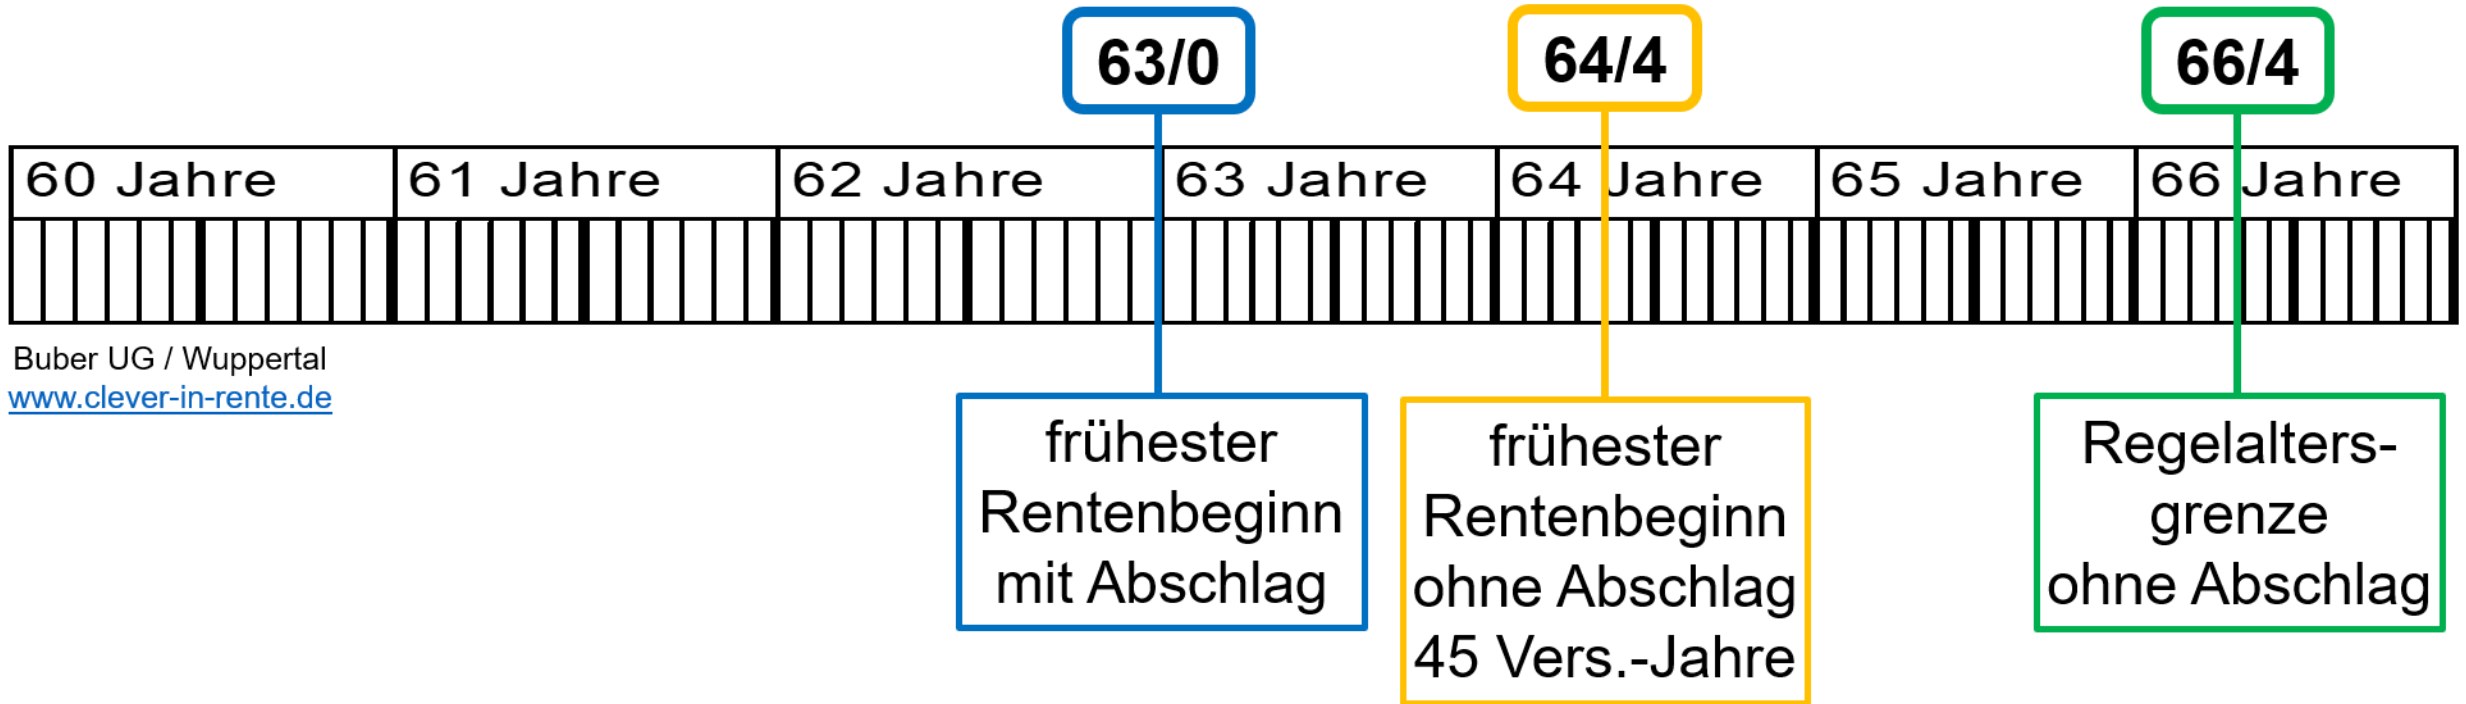 63/0
64/4
66/4
60 Jahre
61 Jahre
62 Jahre
63 Jahre
64 Jahre
65 Jahre
66 Jahre
Buber UG / Wuppertal
www.clever-in-rente.de
frühester
Rentenbeginn
mit Abschlag
frühester
Rentenbeginn
ohne Abschlag
45 Vers.-Jahre
Regelalters-
grenze
ohne Abschlag